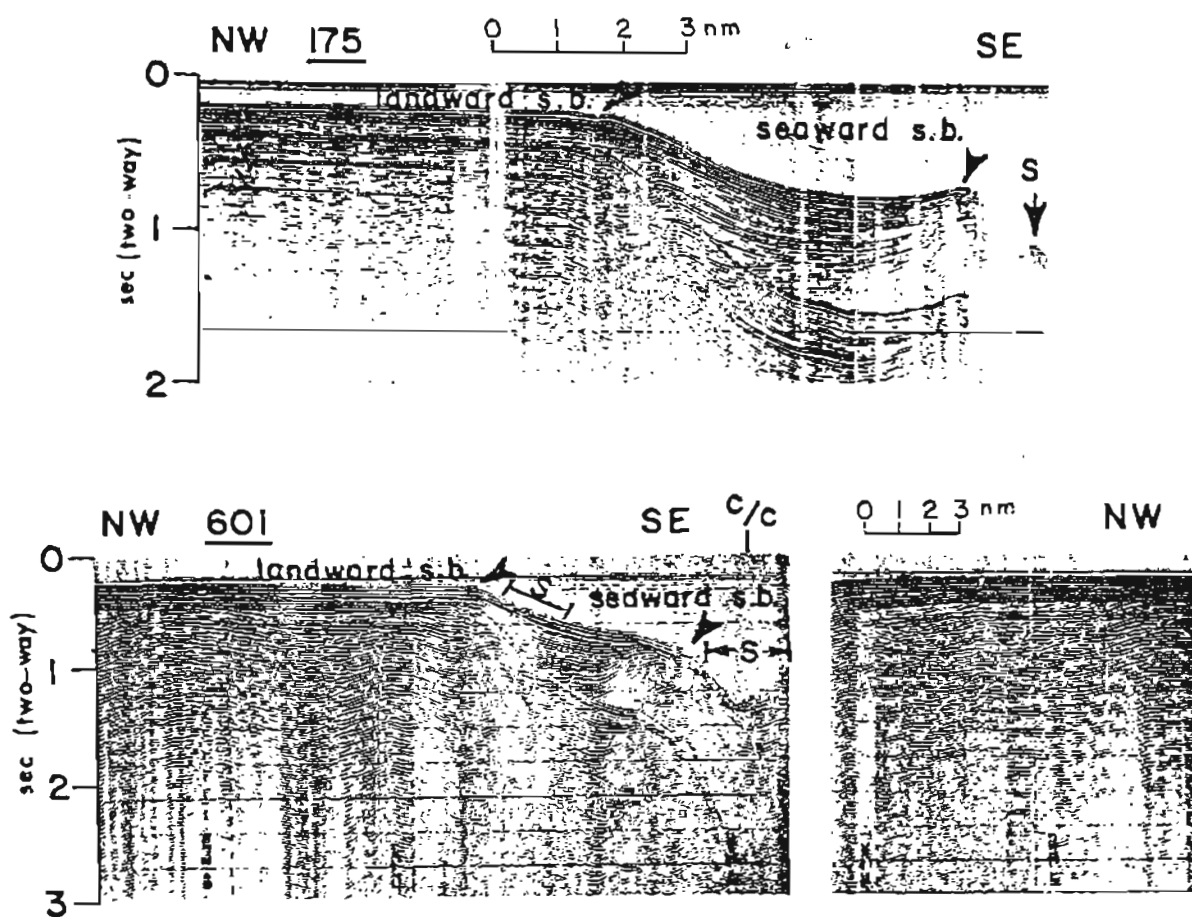 NW 175 0 1 2 3 nm SE
0
landward s.b.
seaward s.b.
S
sec (two-way)
1
2
NW 601 SE c/c 0 1 2 3 nm NW
0
landward s.b.
S
seaward s.b.
S
sec (two-way)
1
2
3